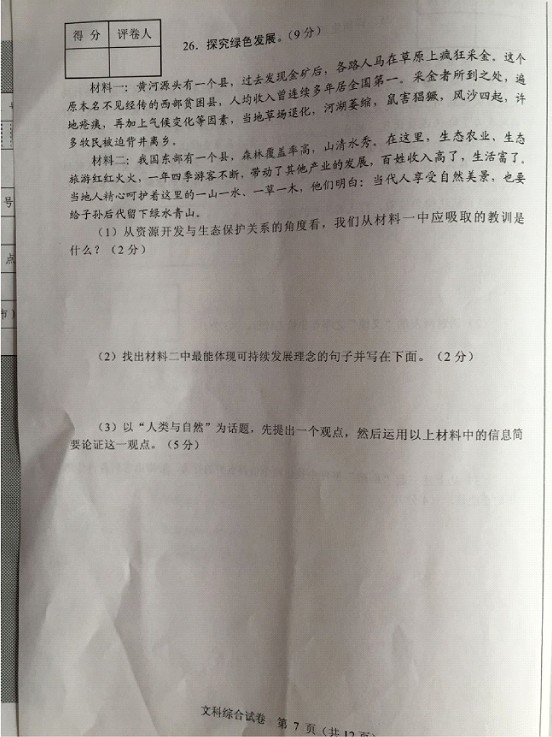 得 分 评卷人
26. 探究绿色发展。(9分)
材料一：黄河源头有一个县，过去发现金矿后，各路人马在草原上疯狂采金。这个
原本名不见经传的西部贫困县，人均收入曾连续多年居全国第一。采金者所到之处，遍
地疮痍，再加上气候变化等因素，当地草场退化，河湖萎缩，鼠害猖獗，风沙四起，许
多牧民被迫背井离乡。
材料二：我国东部有一个县，森林覆盖率高，山清水秀。在这里，生态农业、生态
旅游红红火火，一年四季游客不断，带动了其他产业的发展，百姓收入高了，生活富了。
当地人精心呵护着这里的一山一水、一草一木，他们明白：当代人享受自然美景，也要
给子孙后代留下绿水青山。
(1) 从资源开发与生态保护关系的角度看，我们从材料一中应吸取的教训是
什么？(2分)
(2) 找出材料二中最能体现可持续发展理念的句子并写在下面。(2分)
(3) 以“人类与自然”为话题，先提出一个观点，然后运用以上材料中的信息简
要论证这一观点。(5分)
文科综合试卷 第 7 页 (共12页)
号
点
市)